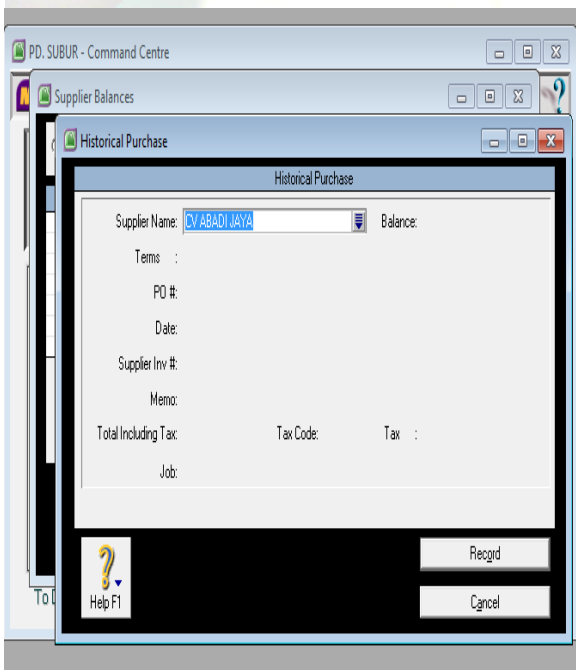 PD. SUBUR - Command Centre
Supplier Balances
Historical Purchase
Historical Purchase
Supplier Name: CV ABADI JAYA Balance:
Terms :
PO #:
Date:
Supplier Inv #:
Memo:
Total Including Tax: Tax Code: Tax :
Job:
Record
Help F1
Cancel